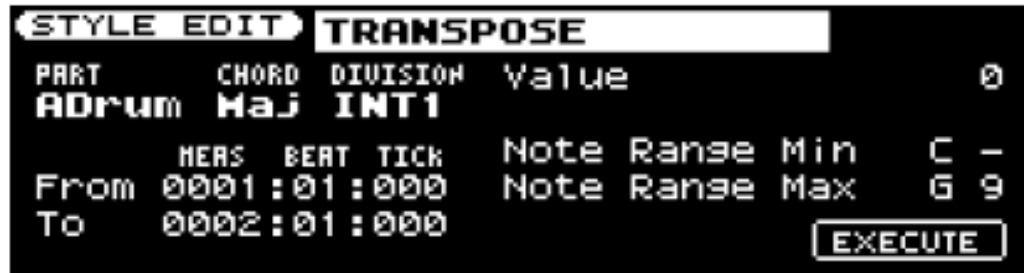 STYLE EDIT TRANSPOSE
PART CHORD DIVISION Value 0
ADrum Maj INT1
MEAS BEAT TICK Note Range Min C -
From 0001:01:000 Note Range Max G 9
To 0002:01:000
EXECUTE